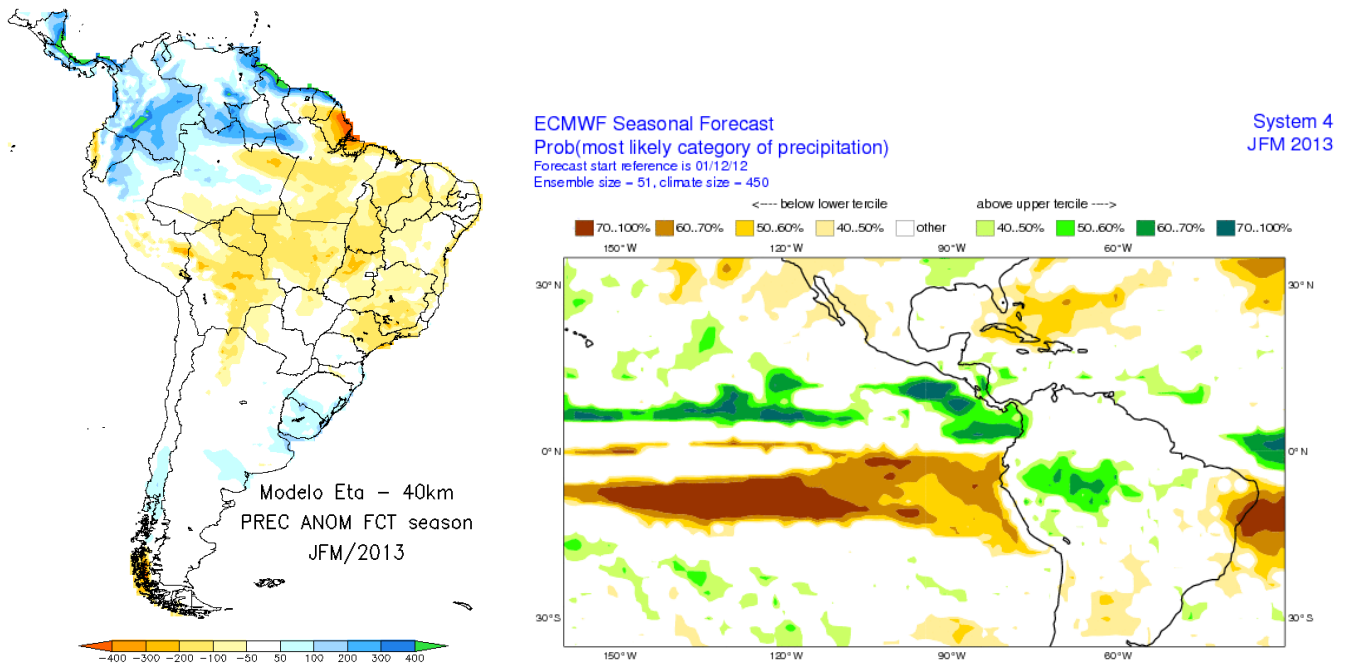 Modelo Eta – 40km
PREC ANOM FCT season
JFM/2013
−400 −300 −200 −100 −50 50 100 200 300 400
ECMWF Seasonal Forecast
System 4
Prob(most likely category of precipitation)
JFM 2013
Forecast start reference is 01/12/12
Ensemble size = 51, climate size = 450
<---- below lower tercile
above upper tercile ---->
70..100% 60..70% 50..60% 40..50% other 40..50% 50..60% 60..70% 70..100%
150°W 120°W 90°W 60°W
30°N 30°N
0°N 0°N
30°S 30°S
150°W 120°W 90°W 60°W